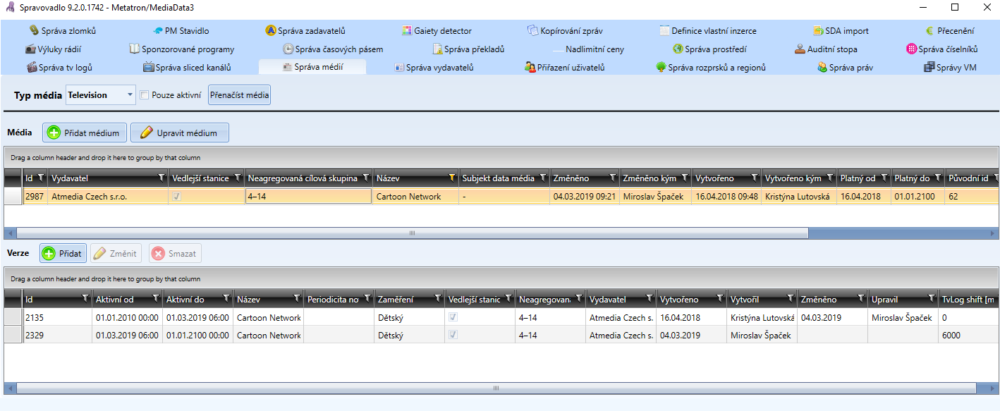 Spravovadlo 9.2.0.1742 - Metatron/MediaData3
Správa zlomků PM Stavidlo Správa zadavatelů Gaiety detector Kopírování zpráv Definice vlastní inzerce SDA import Přecenění
Výluky rádií Sponzorované programy Správa časových pásem Správa překladů Nadlimitní ceny Správa prostředí Auditní stopa Správa číselníků
Správa tv logů Správa sliced kanálů Správa médií Správa vydavatelů Přiřazení uživatelů Správa rozprsků a regionů Správa práv Správy VM
Typ média Television Pouze aktivní Přenačíst média
Média Přidat médium Upravit médium
Drag a column header and drop it here to group by that column
Id Vydavatel Vedlejší stanice Neagregovaná cílová skupina Název Subjekt data média Změněno Změněno kým Vytvořeno Vytvořeno kým Platný od Platný do Původní id
2987 Atmedia Czech s.r.o. 4–14 Cartoon Network - 04.03.2019 09:21 Miroslav Špaček 16.04.2018 09:48 Kristýna Lutovská 16.04.2018 01.01.2100 62
Verze Přidat Změnit Smazat
Drag a column header and drop it here to group by that column
Id Aktivní od Aktivní do Název Periodicita no Zaměření Vedlejší stanic Neagregovaná Vydavatel Vytvořeno Vytvořil Změněno Upravil TvLog shift [m
2135 01.01.2010 00:00 01.03.2019 06:00 Cartoon Network Dětský 4–14 Atmedia Czech s. 16.04.2018 Kristýna Lutovská 04.03.2019 Miroslav Špaček 0
2329 01.03.2019 06:00 01.01.2100 00:00 Cartoon Network Dětský 4–14 Atmedia Czech s. 04.03.2019 Miroslav Špaček 6000